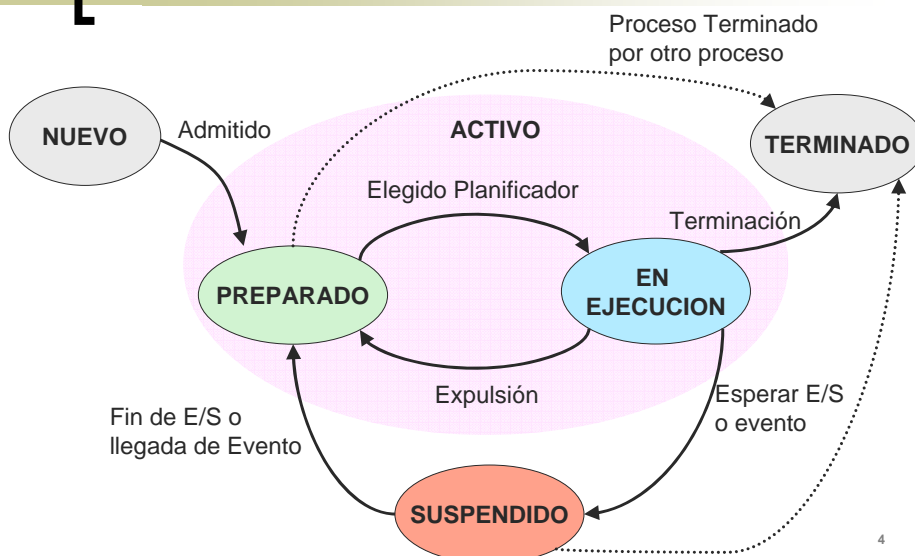 Proceso Terminado
por otro proceso
NUEVO
Admitido
ACTIVO
TERMINADO
Elegido Planificador
Terminación
PREPARADO
EN
EJECUCION
Expulsión
Esperar E/S
o evento
Fin de E/S o
llegada de Evento
SUSPENDIDO
4